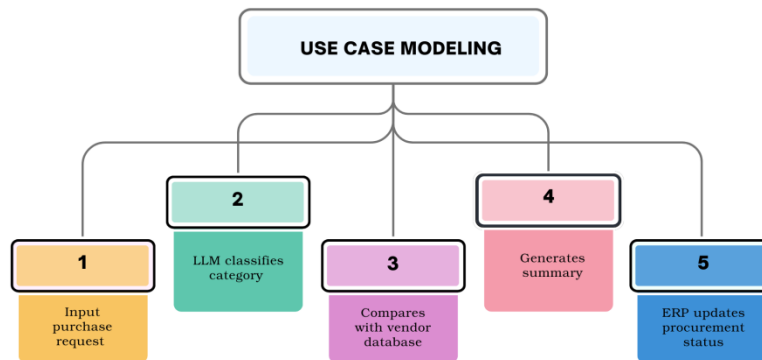 USE CASE MODELING
1
Input
purchase
request
2
LLM classifies
category
3
Compares
with vendor
database
4
Generates
summary
5
ERP updates
procurement
status